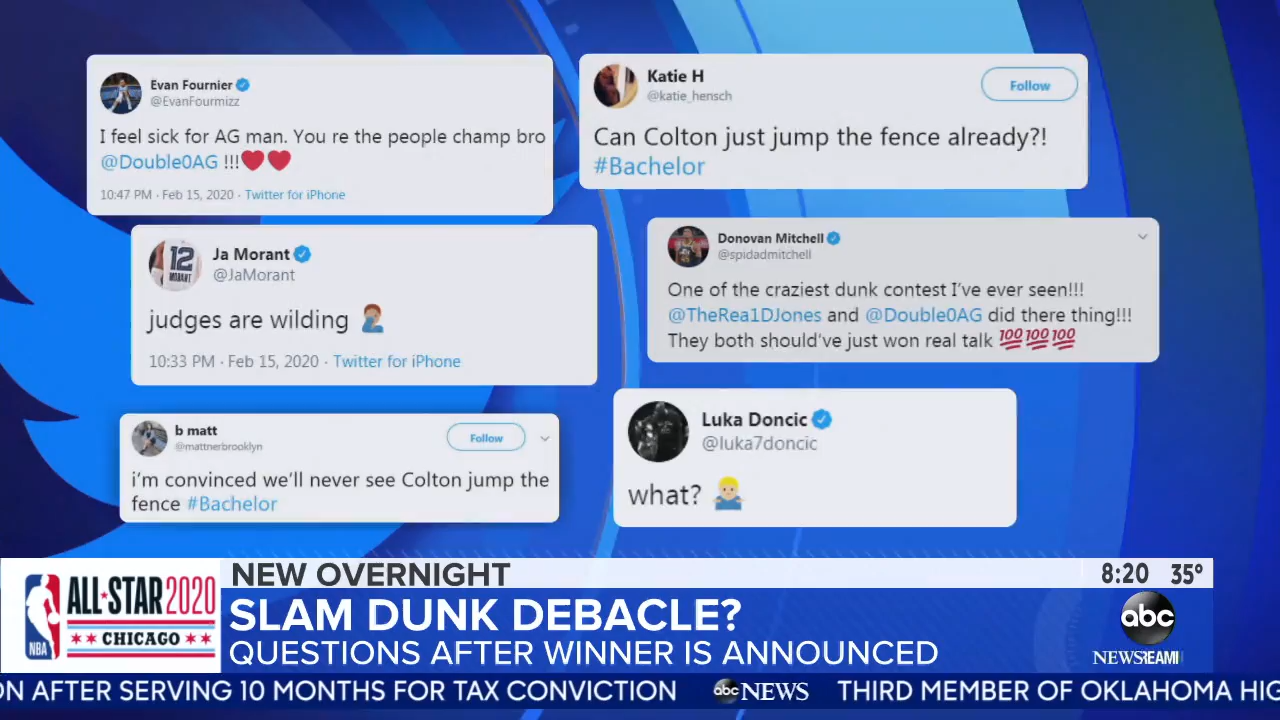 Evan Fournier
@EvanFourmizz
I feel sick for AG man. You re the people champ bro
@Double0AG !!!❤❤
10:47 PM · Feb 15, 2020 · Twitter for iPhone
Katie H
@katie_hensch
Follow
Can Colton just jump the fence already?!
#Bachelor
12
MORANT
Ja Morant
@JaMorant
judges are wilding 🤦🏽‍♂️
10:33 PM · Feb 15, 2020 · Twitter for iPhone
Donovan Mitchell
@spidadmitchell
One of the craziest dunk contest I've ever seen!!!
@TheRea1DJones and @Double0AG did there thing!!!
They both should've just won real talk 💯💯💯
b matt
@mattnerbrooklyn
Follow
i'm convinced we'll never see Colton jump the
fence #Bachelor
Luka Doncic
@luka7doncic
what? 🤷🏼‍♂️
NBA
ALL★STAR 2020
★★ CHICAGO ★★
NEW OVERNIGHT
8:20 35°
SLAM DUNK DEBACLE?
QUESTIONS AFTER WINNER IS ANNOUNCED
abc
NEWS
ON AFTER SERVING 10 MONTHS FOR TAX CONVICTION abc NEWS THIRD MEMBER OF OKLAHOMA HIG